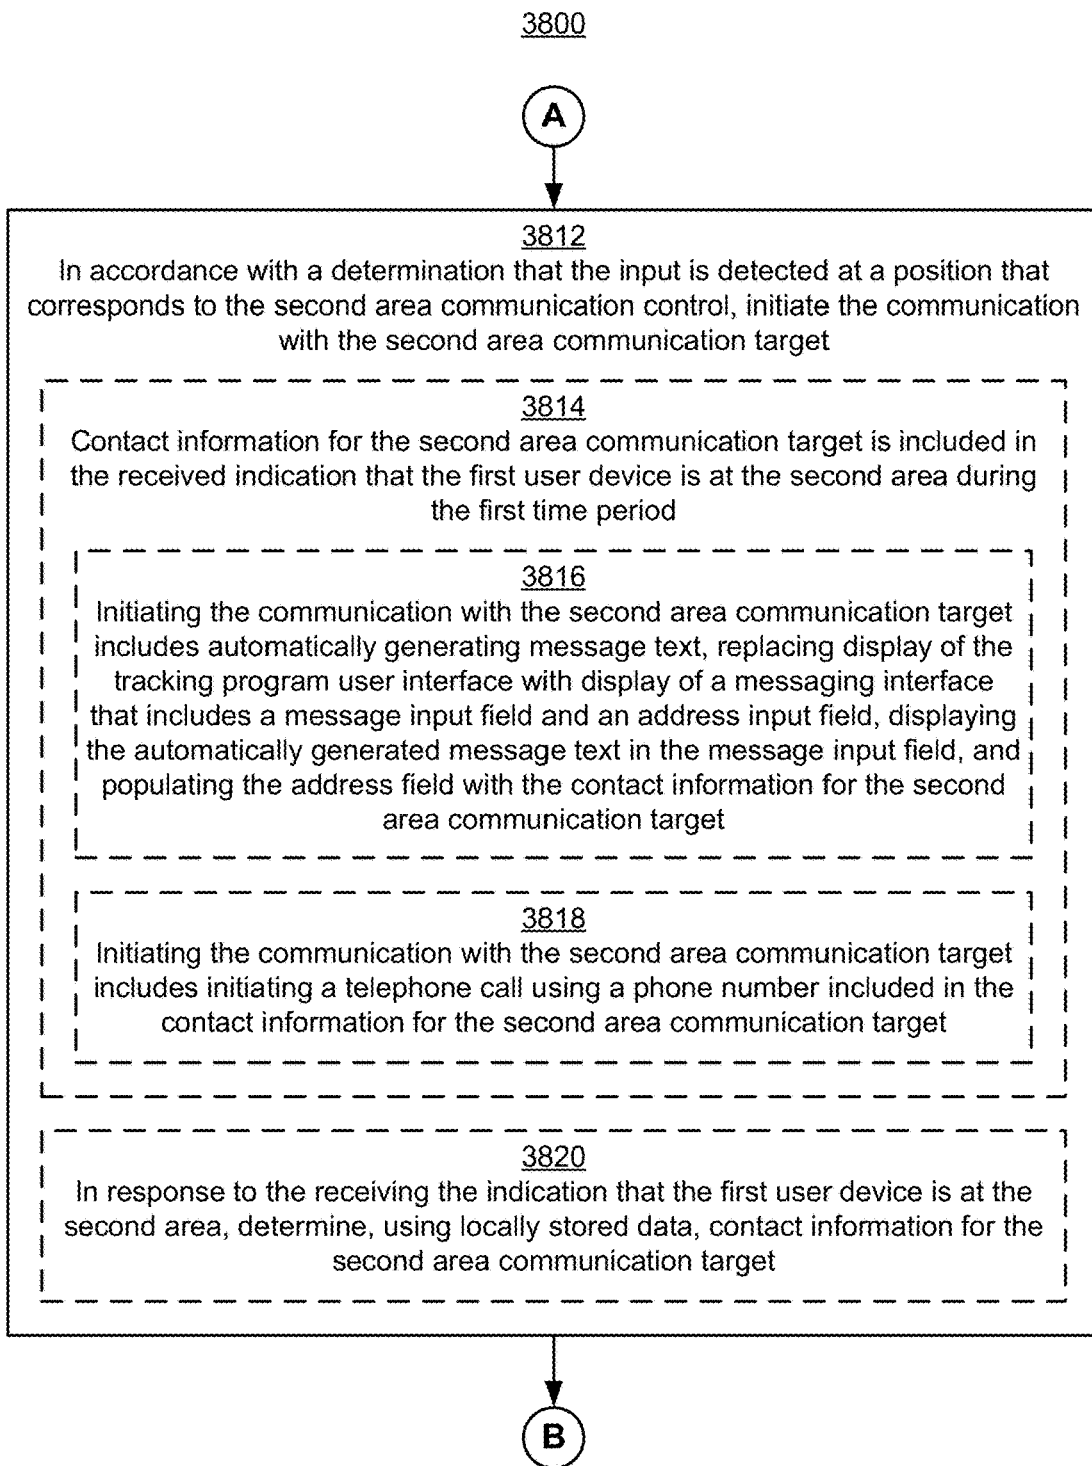 3800
A
3812
In accordance with a determination that the input is detected at a position that
corresponds to the second area communication control, initiate the communication
with the second area communication target
3814
Contact information for the second area communication target is included in
the received indication that the first user device is at the second area during
the first time period
3816
Initiating the communication with the second area communication target
includes automatically generating message text, replacing display of the
tracking program user interface with display of a messaging interface
that includes a message input field and an address input field, displaying
the automatically generated message text in the message input field, and
populating the address field with the contact information for the second
area communication target
3818
Initiating the communication with the second area communication target
includes initiating a telephone call using a phone number included in the
contact information for the second area communication target
3820
In response to the receiving the indication that the first user device is at the
second area, determine, using locally stored data, contact information for the
second area communication target
B